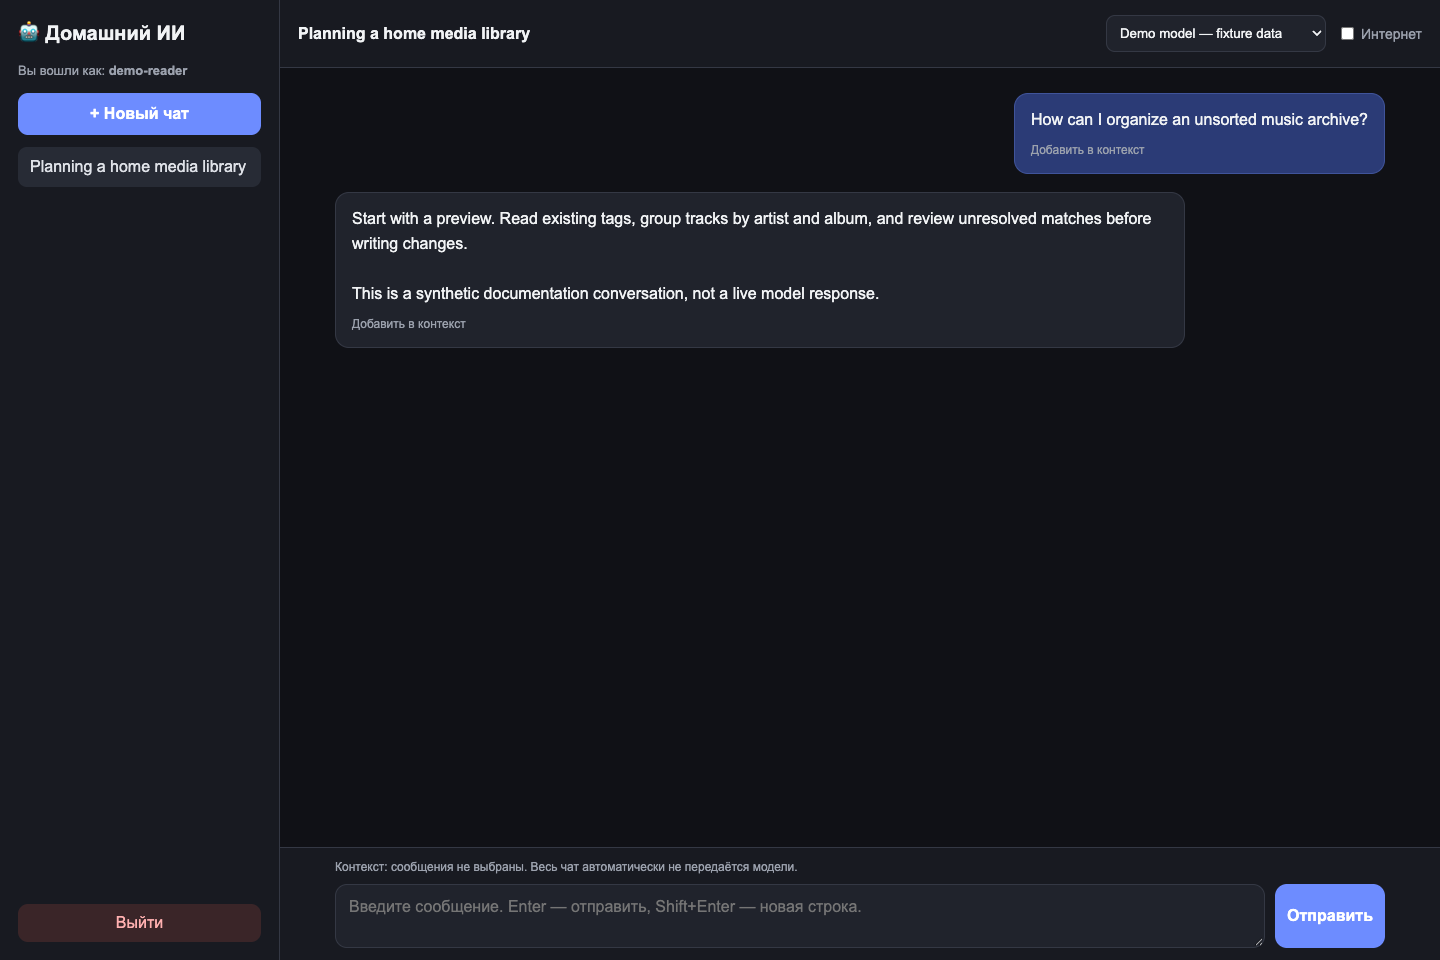 🤖 Домашний ИИ
Вы вошли как: demo-reader
+ Новый чат
Planning a home media library
Выйти
Planning a home media library
Demo model — fixture data
Интернет
How can I organize an unsorted music archive?
Добавить в контекст
Start with a preview. Read existing tags, group tracks by artist and album, and review unresolved matches before
writing changes.
This is a synthetic documentation conversation, not a live model response.
Добавить в контекст
Контекст: сообщения не выбраны. Весь чат автоматически не передаётся модели.
Введите сообщение. Enter — отправить, Shift+Enter — новая строка.
Отправить